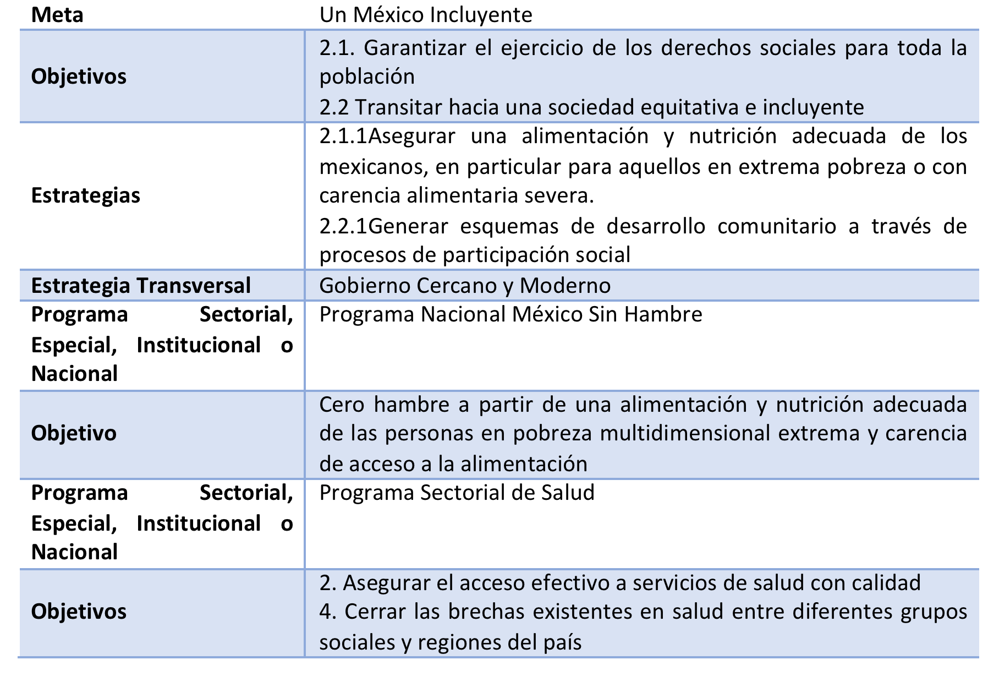 Meta
Un México Incluyente
Objetivos
2.1. Garantizar el ejercicio de los derechos sociales para toda la
población
2.2 Transitar hacia una sociedad equitativa e incluyente
Estrategias
2.1.1Asegurar una alimentación y nutrición adecuada de los
mexicanos, en particular para aquellos en extrema pobreza o con
carencia alimentaria severa.
2.2.1Generar esquemas de desarrollo comunitario a través de
procesos de participación social
Estrategia Transversal
Gobierno Cercano y Moderno
Programa Sectorial,
Especial, Institucional o
Nacional
Programa Nacional México Sin Hambre
Objetivo
Cero hambre a partir de una alimentación y nutrición adecuada
de las personas en pobreza multidimensional extrema y carencia
de acceso a la alimentación
Programa Sectorial,
Especial, Institucional o
Nacional
Programa Sectorial de Salud
Objetivos
2. Asegurar el acceso efectivo a servicios de salud con calidad
4. Cerrar las brechas existentes en salud entre diferentes grupos
sociales y regiones del país